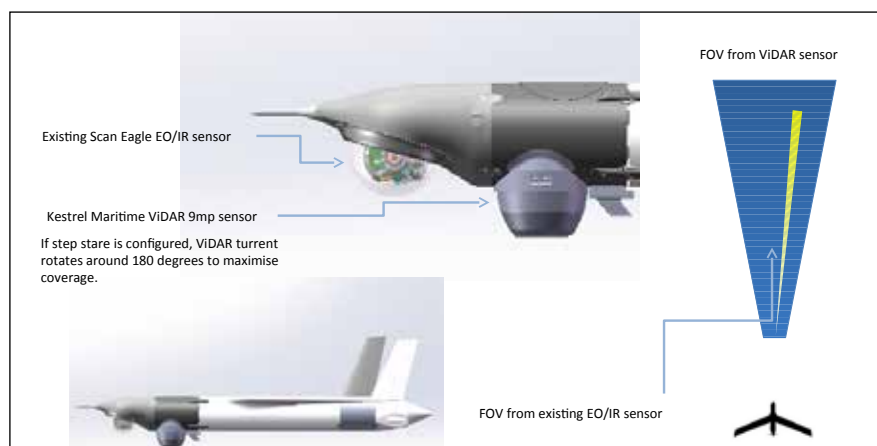 FOV from ViDAR sensor
Existing Scan Eagle EO/IR sensor
Kestrel Maritime ViDAR 9mp sensor
If step stare is configured, ViDAR turrent
rotates around 180 degrees to maximise
coverage.
FOV from existing EO/IR sensor